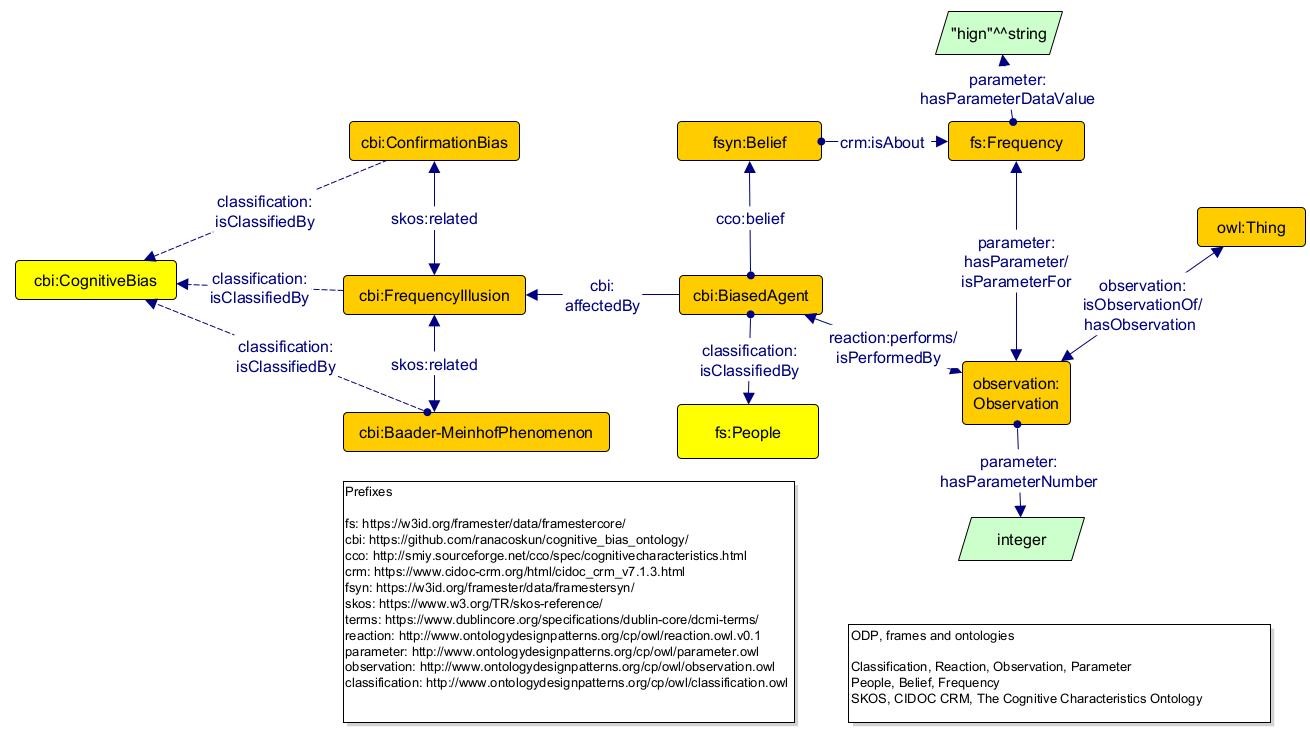 "hign"^^string
parameter:
hasParameterDataValue
cbi:ConfirmationBias
fsyn:Belief
crm:isAbout
fs:Frequency
classification:
isClassifiedBy
skos:related
cco:belief
owl:Thing
parameter:
hasParameter/
isParameterFor
cbi:CognitiveBias
classification:
isClassifiedBy
cbi:FrequencyIllusion
cbi:
affectedBy
cbi:BiasedAgent
observation:
isObservationOf/
hasObservation
classification:
isClassifiedBy
skos:related
classification:
isClassifiedBy
reaction:performs/
isPerformedBy
observation:
Observation
cbi:Baader-MeinhofPhenomenon
fs:People
parameter:
hasParameterNumber
integer
Prefixes
fs: https://w3id.org/framester/data/framestercore/
cbi: https://github.com/ranacoskun/cognitive_bias_ontology/
cco: http://smiy.sourceforge.net/cco/spec/cognitivecharacteristics.html
crm: https://www.cidoc-crm.org/html/cidoc_crm_v7.1.3.html
fsyn: https://w3id.org/framester/data/framestersyn/
skos: https://www.w3.org/TR/skos-reference/
terms: https://www.dublincore.org/specifications/dublin-core/dcmi-terms/
reaction: http://www.ontologydesignpatterns.org/cp/owl/reaction.owl.v0.1
parameter: http://www.ontologydesignpatterns.org/cp/owl/parameter.owl
observation: http://www.ontologydesignpatterns.org/cp/owl/observation.owl
classification: http://www.ontologydesignpatterns.org/cp/owl/classification.owl
ODP, frames and ontologies
Classification, Reaction, Observation, Parameter
People, Belief, Frequency
SKOS, CIDOC CRM, The Cognitive Characteristics Ontology